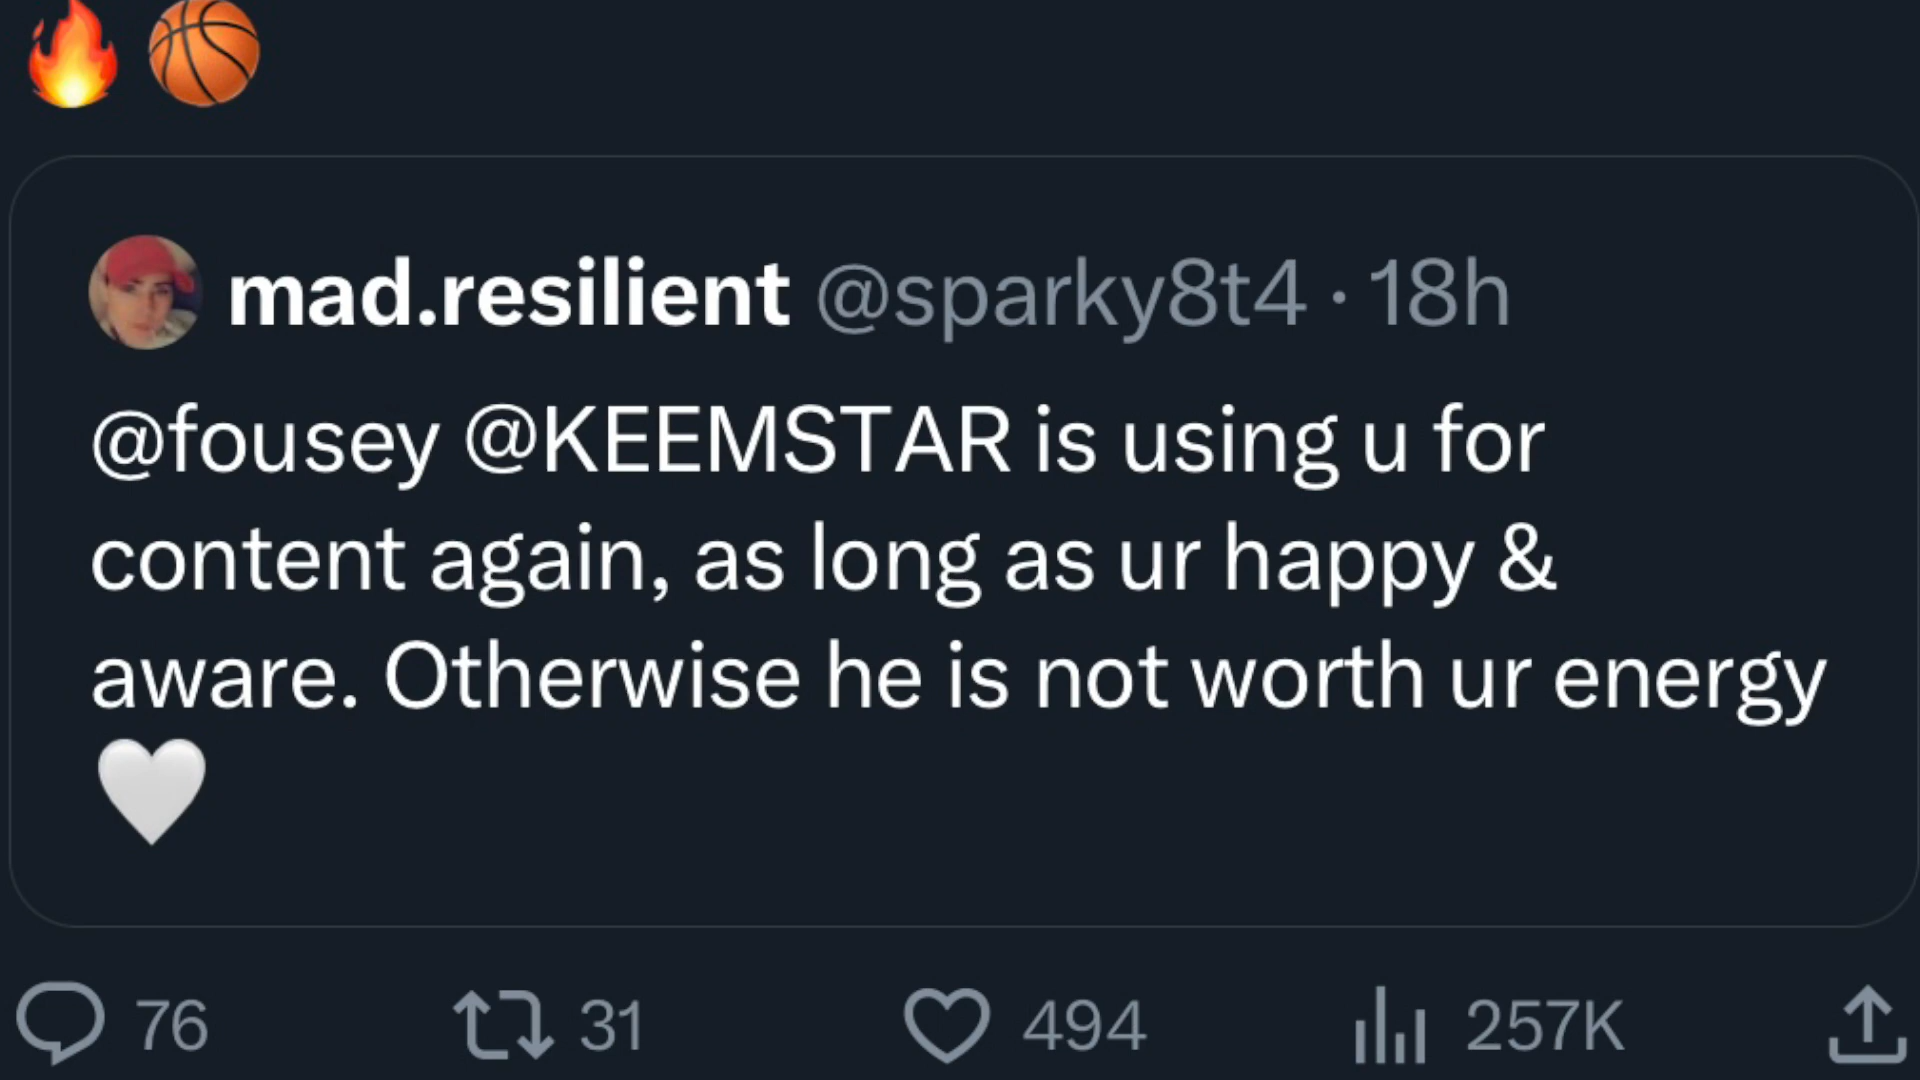 🔥 🏀
mad.resilient @sparky8t4 · 18h
@fousey @KEEMSTAR is using u for
content again, as long as ur happy &
aware. Otherwise he is not worth ur energy
🤍
76 31 494 257K